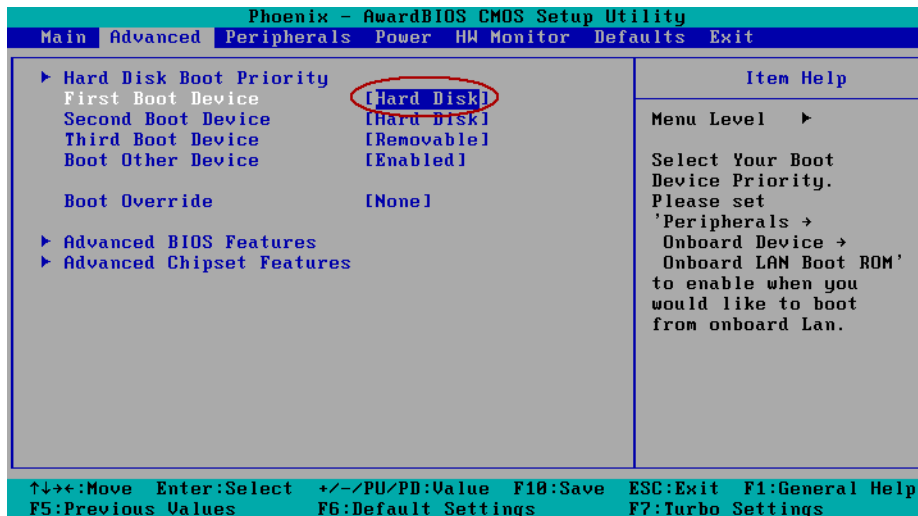 Phoenix - AwardBIOS CMOS Setup Utility
Main Advanced Peripherals Power HW Monitor Defaults Exit
▶ Hard Disk Boot Priority
First Boot Device [Hard Disk]
Second Boot Device [Hard Disk]
Third Boot Device [Removable]
Boot Other Device [Enabled]
Boot Override [None]
▶ Advanced BIOS Features
▶ Advanced Chipset Features
Item Help
Menu Level ▶
Select Your Boot
Device Priority.
Please set
'Peripherals →
Onboard Device →
Onboard LAN Boot ROM'
to enable when you
would like to boot
from onboard Lan.
↑↓→←:Move Enter:Select +/-/PU/PD:Value F10:Save ESC:Exit F1:General Help
F5:Previous Values F6:Default Settings F7:Turbo Settings